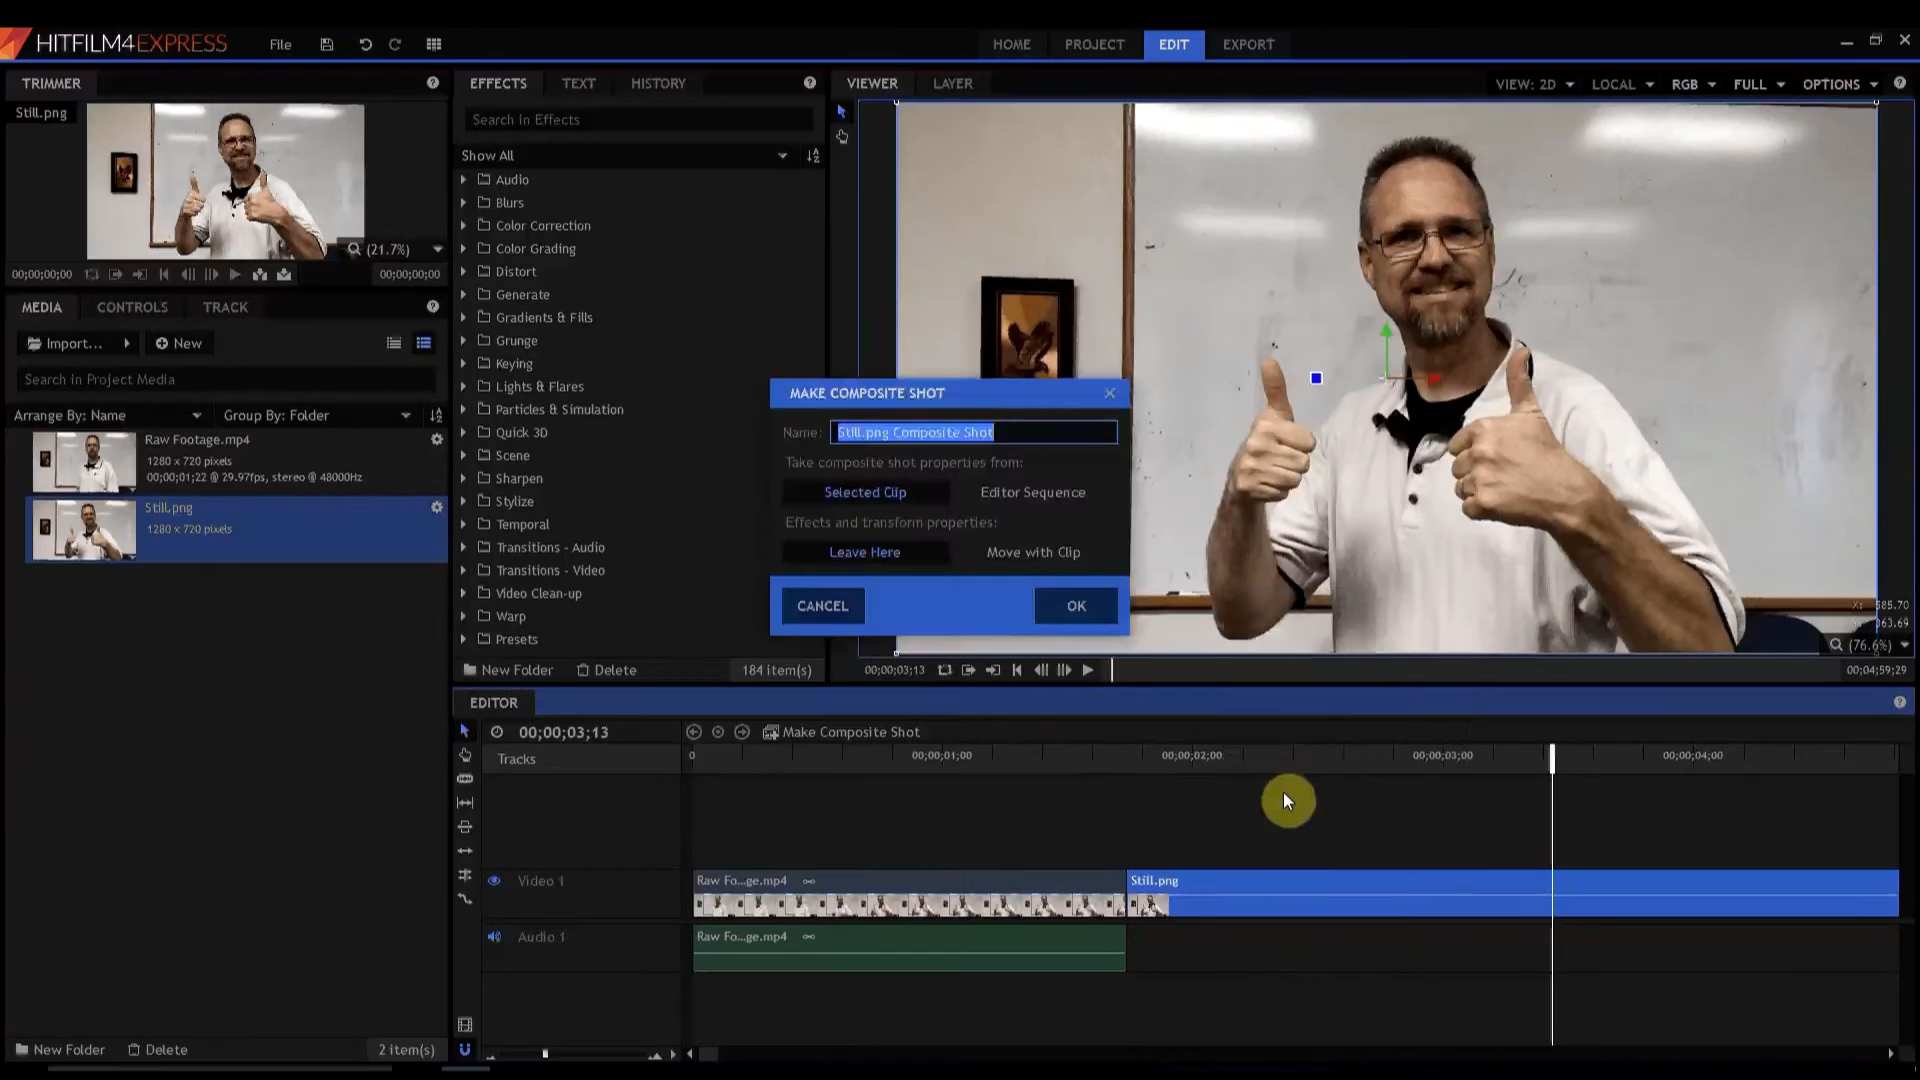 HITFILM4EXPRESS File HOME PROJECT EDIT EXPORT
TRIMMER
Still.png
(21.7%)
00;00;00;00 00;00;00;00
MEDIA CONTROLS TRACK
Import... New
Search in Project Media
Arrange By: Name Group By: Folder
Raw Footage.mp4
1280 x 720 pixels
00;00;01;22 @ 29.97fps, stereo @ 48000Hz
Still.png
1280 x 720 pixels
New Folder Delete 2 item(s)
EFFECTS TEXT HISTORY
Search in Effects
Show All
Audio
Blurs
Color Correction
Color Grading
Distort
Generate
Gradients & Fills
Grunge
Keying
Lights & Flares
Particles & Simulation
Quick 3D
Scene
Sharpen
Stylize
Temporal
Transitions - Audio
Transitions - Video
Video Clean-up
Warp
Presets
New Folder Delete 184 item(s)
VIEWER LAYER VIEW: 2D LOCAL RGB FULL OPTIONS
X: 585.70
363.69
(76.6%)
00;00;03;13 00;04;59;29
MAKE COMPOSITE SHOT
Name: Still.png Composite Shot
Take composite shot properties from:
Selected Clip Editor Sequence
Effects and transform properties:
Leave Here Move with Clip
CANCEL OK
EDITOR
00;00;03;13 Make Composite Shot
Tracks 0 00;00;01;00 00;00;02;00 00;00;03;00 00;00;04;00
Video 1 Raw Fo...ge.mp4 Still.png
Audio 1 Raw Fo...ge.mp4